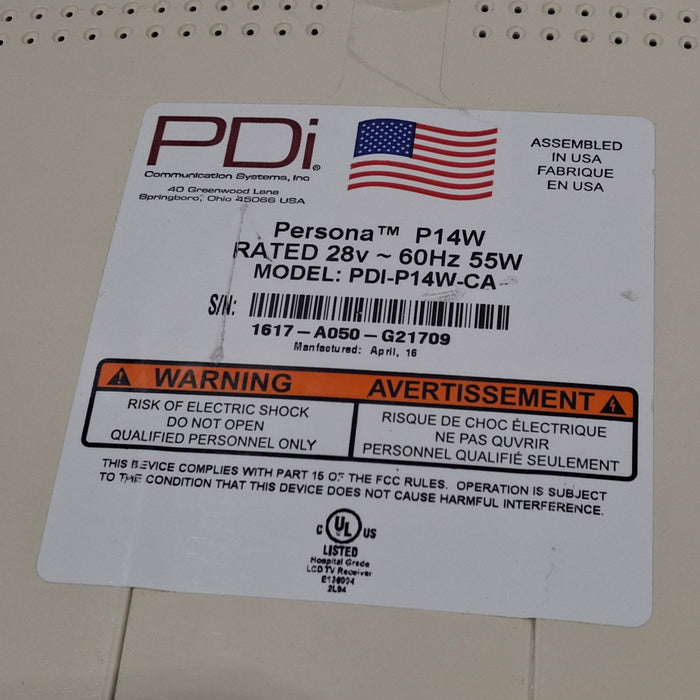 PDi®
Communication Systems, Inc
40 Greenwood Lane
Springboro, Ohio 45066 USA
ASSEMBLED
IN USA
FABRIQUE
EN USA
Persona™ P14W
RATED 28v ~ 60Hz 55W
MODEL: PDI-P14W-CA
S/N:
1617-A050-G21709
Manfactured: April, 16
WARNING
RISK OF ELECTRIC SHOCK
DO NOT OPEN
QUALIFIED PERSONNEL ONLY
AVERTISSEMENT
RISQUE DE CHOC ÉLECTRIQUE
NE PAS QUVRIR
PERSONNEL QUALIFIÉ SEULEMENT
THIS DEVICE COMPLIES WITH PART 15 OF THE FCC RULES. OPERATION IS SUBJECT
TO THE CONDITION THAT THIS DEVICE DOES NOT CAUSE HARMFUL INTERFERENCE.
C UL US
LISTED
Hospital Grade
LCD TV Receiver
2L94